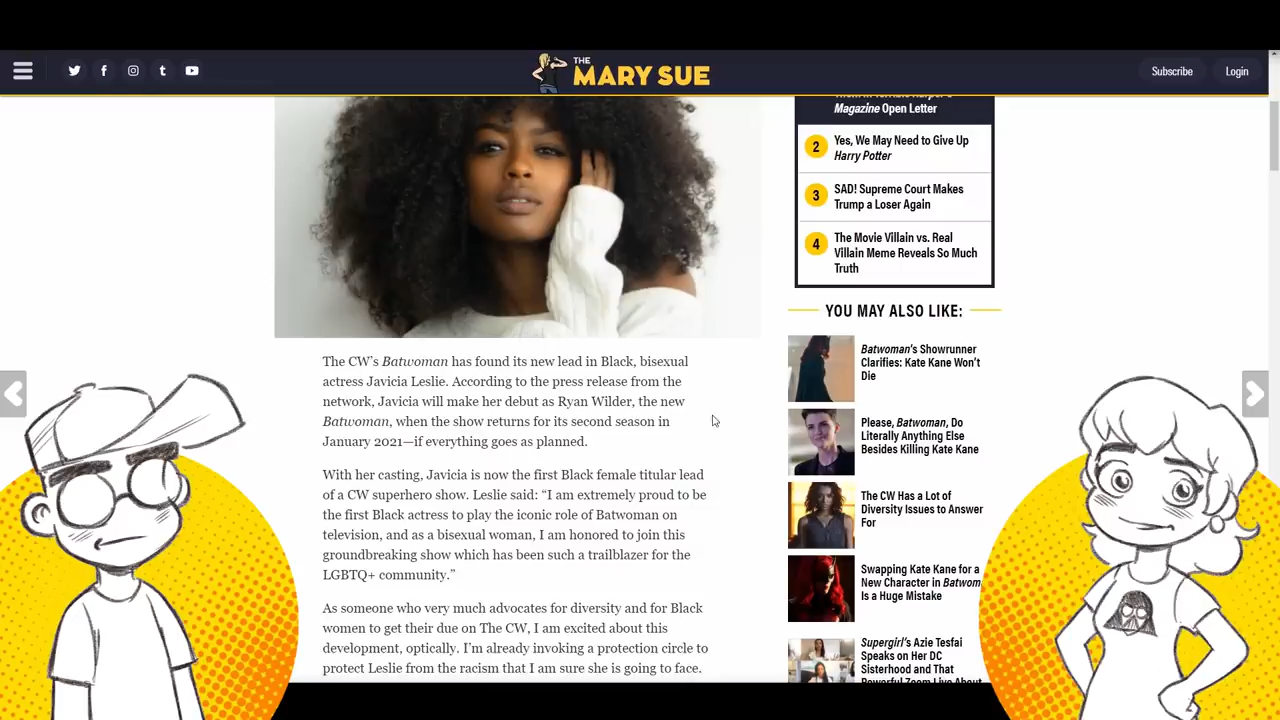 THE
MARY SUE
Subscribe
Login
Magazine Open Letter
2
Yes, We May Need to Give Up
Harry Potter
3
SAD! Supreme Court Makes
Trump a Loser Again
4
The Movie Villain vs. Real
Villain Meme Reveals So Much
Truth
YOU MAY ALSO LIKE:
Batwoman's Showrunner
Clarifies: Kate Kane Won't
Die
Please, Batwoman, Do
Literally Anything Else
Besides Killing Kate Kane
The CW Has a Lot of
Diversity Issues to Answer
For
Swapping Kate Kane for a
New Character in Batwom
Is a Huge Mistake
Supergirl's Azie Tesfai
Speaks on Her DC
Sisterhood and That
Powerful Zoom Live About
The CW's Batwoman has found its new lead in Black, bisexual
actress Javicia Leslie. According to the press release from the
network, Javicia will make her debut as Ryan Wilder, the new
Batwoman, when the show returns for its second season in
January 2021—if everything goes as planned.
With her casting, Javicia is now the first Black female titular lead
of a CW superhero show. Leslie said: “I am extremely proud to be
the first Black actress to play the iconic role of Batwoman on
television, and as a bisexual woman, I am honored to join this
groundbreaking show which has been such a trailblazer for the
LGBTQ+ community.”
As someone who very much advocates for diversity and for Black
women to get their due on The CW, I am excited about this
development, optically. I'm already invoking a protection circle to
protect Leslie from the racism that I am sure she is going to face.